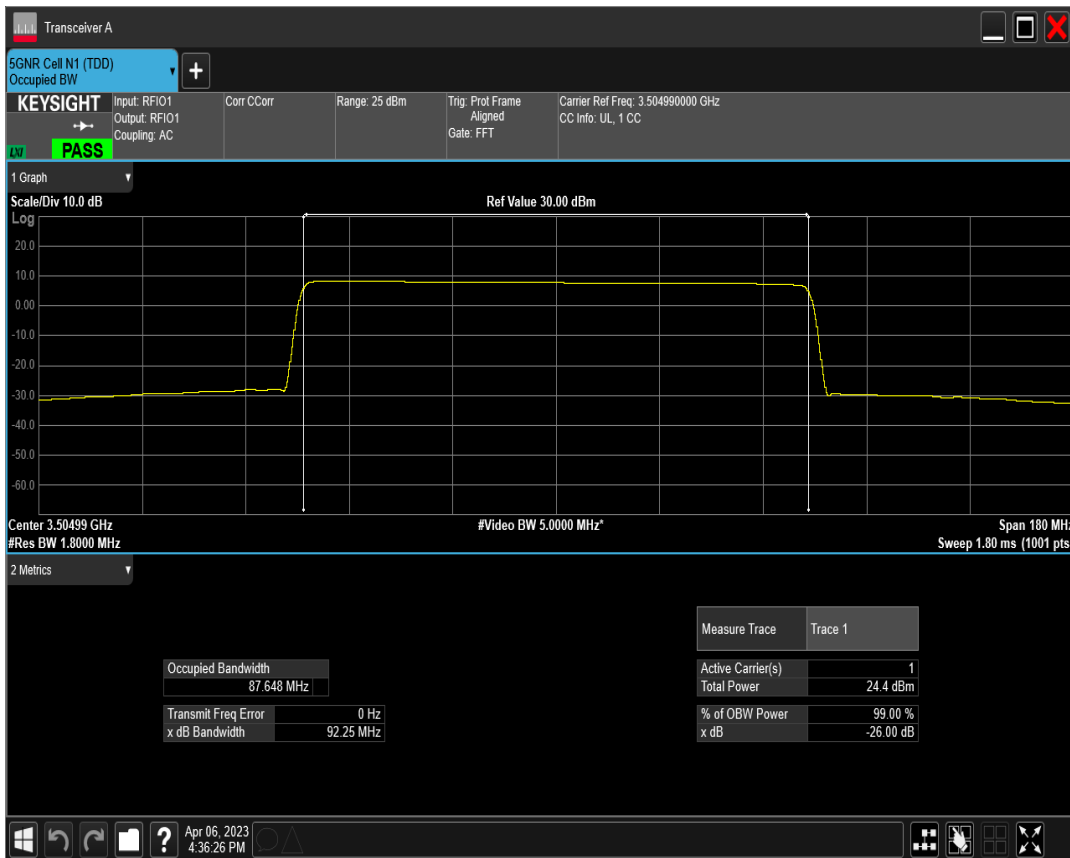 Transceiver A
5GNR Cell N1 (TDD)
Occupied BW
+
KEYSIGHT
LXI
PASS
Input: RFIO1
Output: RFIO1
Coupling: AC
Corr CCorr
Range: 25 dBm
Trig: Prot Frame
Aligned
Gate: FFT
Carrier Ref Freq: 3.504990000 GHz
CC Info: UL, 1 CC
1 Graph
Scale/Div 10.0 dB
Ref Value 30.00 dBm
Log
20.0
10.0
0.00
-10.0
-20.0
-30.0
-40.0
-50.0
-60.0
Center 3.50499 GHz
#Video BW 5.0000 MHz*
Span 180 MHz
#Res BW 1.8000 MHz
Sweep 1.80 ms (1001 pts
2 Metrics
Measure Trace Trace 1
Occupied Bandwidth
87.648 MHz
Active Carrier(s) 1
Total Power 24.4 dBm
Transmit Freq Error 0 Hz
x dB Bandwidth 92.25 MHz
% of OBW Power 99.00 %
x dB -26.00 dB
?
Apr 06, 2023
4:36:26 PM